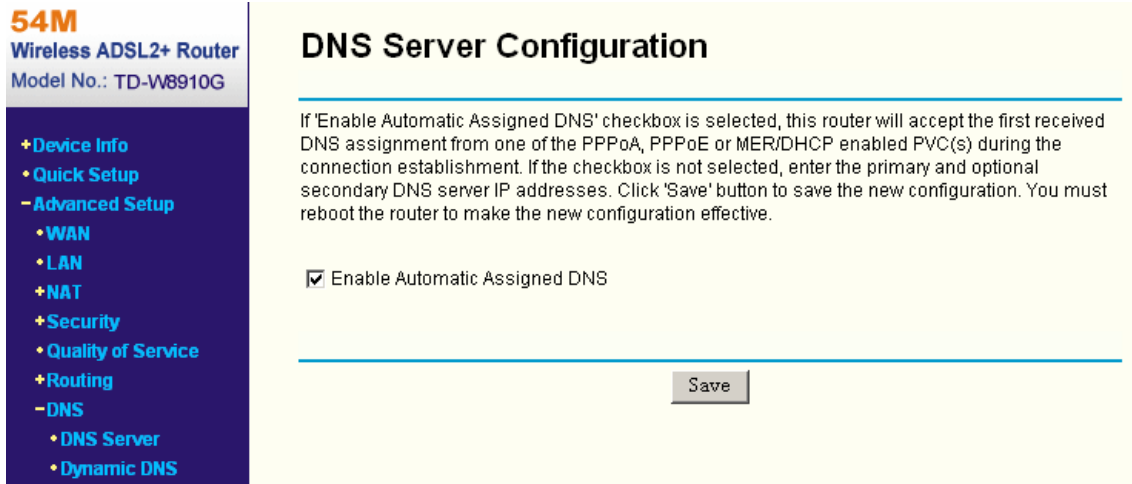 54M
Wireless ADSL2+ Router
Model No.: TD-W8910G
+Device Info
•Quick Setup
-Advanced Setup
•WAN
•LAN
+NAT
+Security
•Quality of Service
+Routing
-DNS
•DNS Server
•Dynamic DNS
DNS Server Configuration
If 'Enable Automatic Assigned DNS' checkbox is selected, this router will accept the first received
DNS assignment from one of the PPPoA, PPPoE or MER/DHCP enabled PVC(s) during the
connection establishment. If the checkbox is not selected, enter the primary and optional
secondary DNS server IP addresses. Click 'Save' button to save the new configuration. You must
reboot the router to make the new configuration effective.
Enable Automatic Assigned DNS
Save